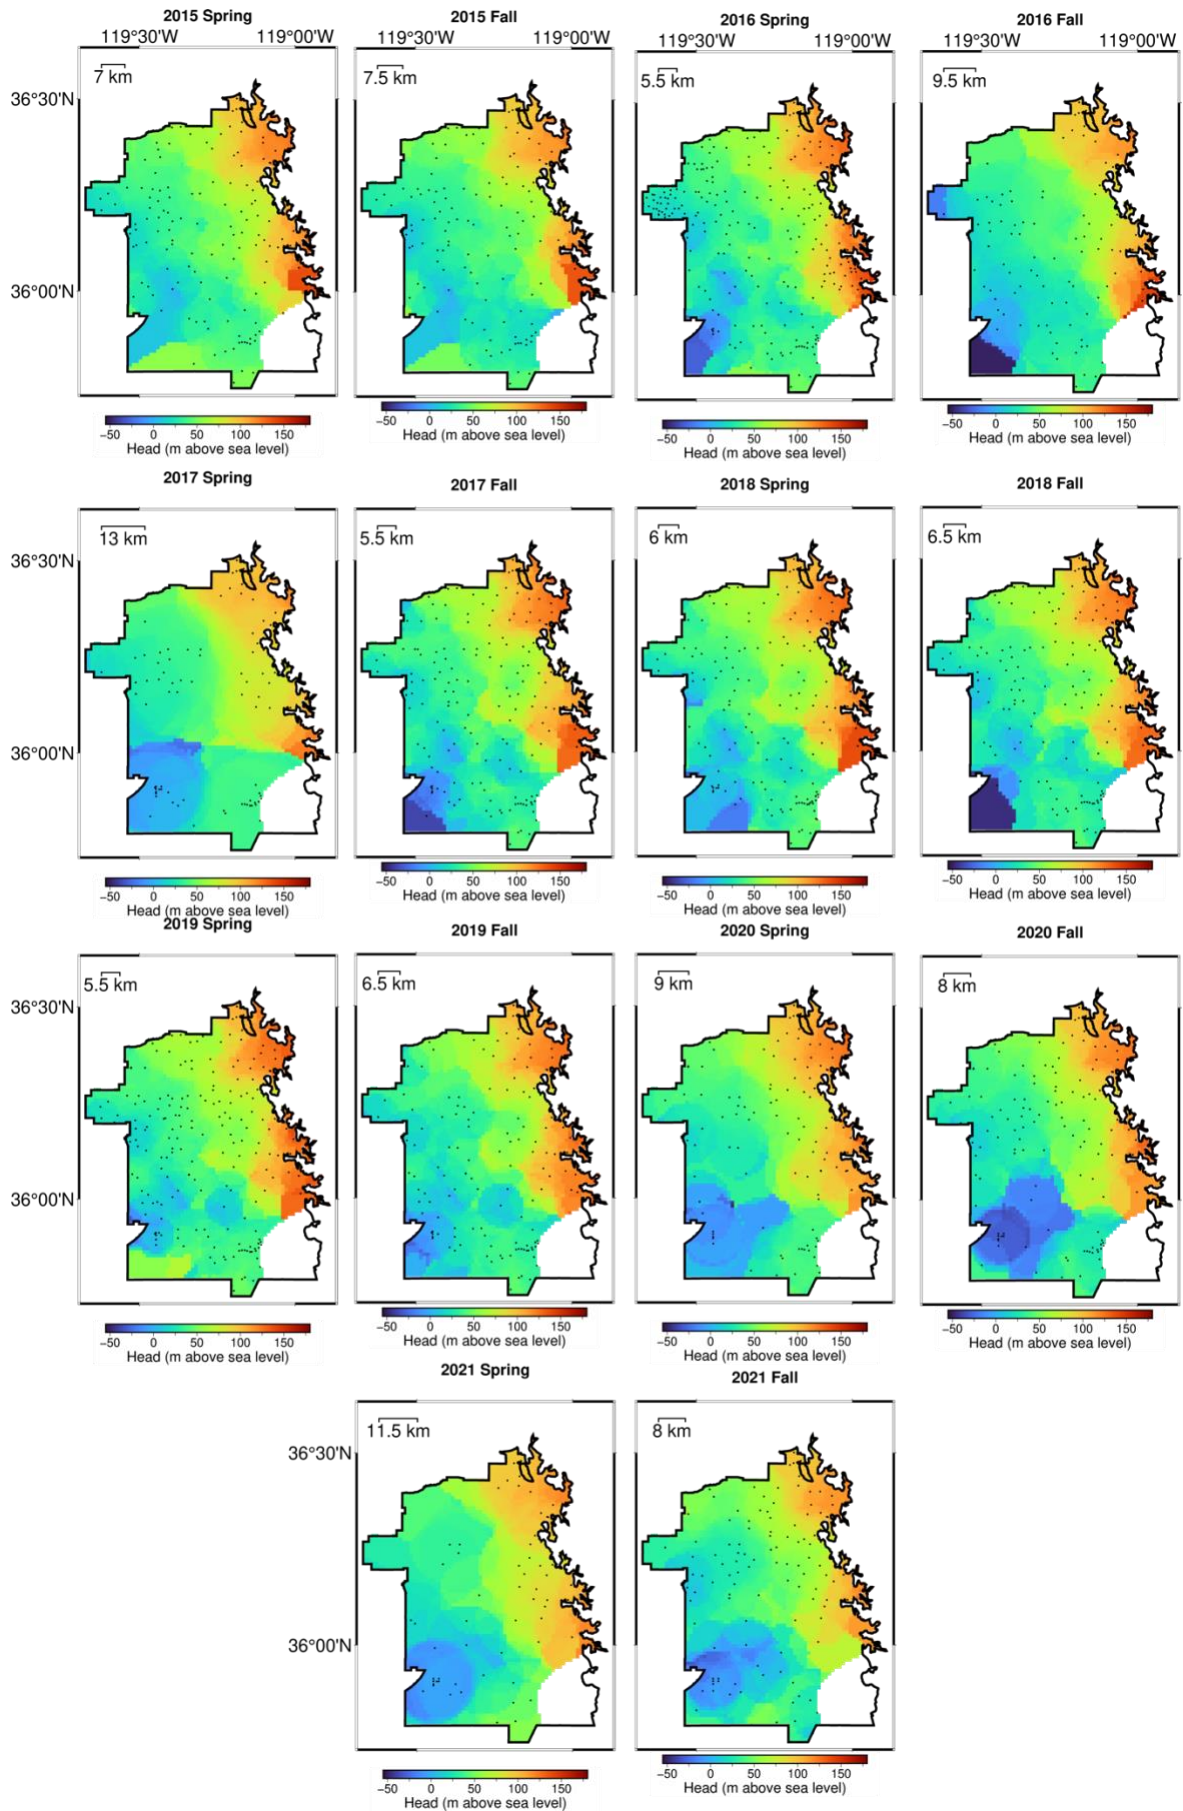 2015 Spring 2015 Fall 2016 Spring 2016 Fall
119°30'W 119°00'W 119°30'W 119°00'W 119°30'W 119°00'W 119°30'W 119°00'W
7 km 7.5 km 5.5 km 9.5 km
36°30'N
36°00'N
−50 0 50 100 150 −50 0 50 100 150 −50 0 50 100 150 −50 0 50 100 150
Head (m above sea level) Head (m above sea level) Head (m above sea level) Head (m above sea level)
2017 Spring 2017 Fall 2018 Spring 2018 Fall
13 km 5.5 km 6 km 6.5 km
36°30'N
36°00'N
−50 0 50 100 150 −50 0 50 100 150 −50 0 50 100 150 −50 0 50 100 150
Head (m above sea level) Head (m above sea level) Head (m above sea level) Head (m above sea level)
2019 Spring 2019 Fall 2020 Spring 2020 Fall
5.5 km 6.5 km 9 km 8 km
36°30'N
36°00'N
−50 0 50 100 150 −50 0 50 100 150 −50 0 50 100 150 −50 0 50 100 150
Head (m above sea level) Head (m above sea level) Head (m above sea level) Head (m above sea level)
2021 Spring 2021 Fall
11.5 km 8 km
36°30'N
36°00'N
−50 0 50 100 150 −50 0 50 100 150
Head (m above sea level) Head (m above sea level)